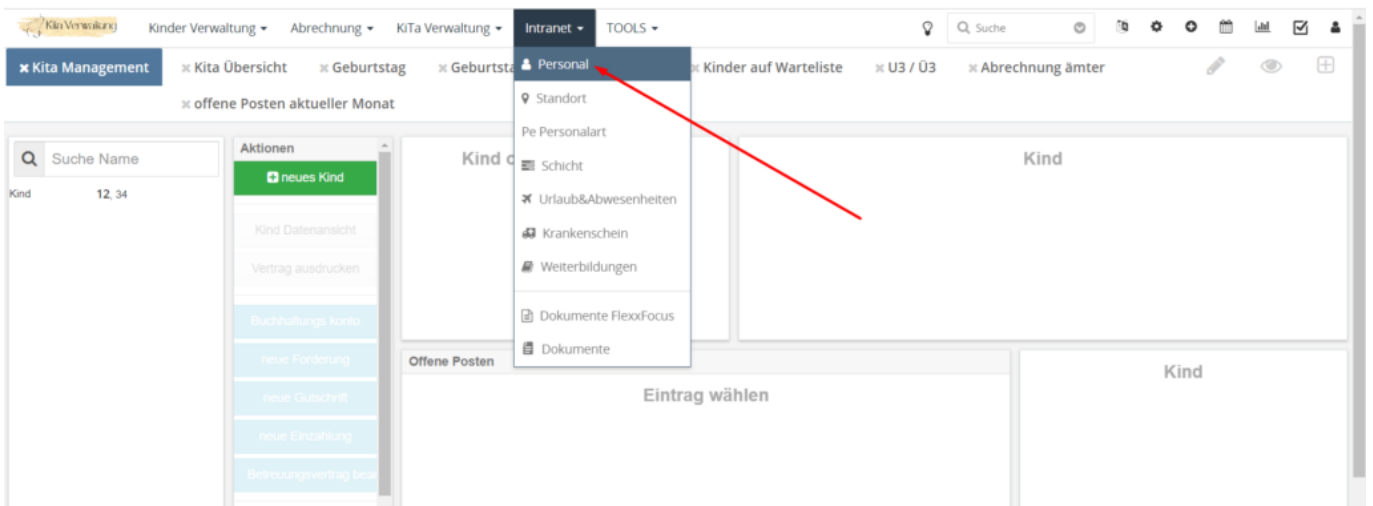 Kita Verwaltung Kinder Verwaltung Abrechnung KiTa Verwaltung Intranet TOOLS Suche
Kita Management Kita Übersicht Geburtstag Geburtsta Kinder auf Warteliste U3 / Ü3 Abrechnung ämter
offene Posten aktueller Monat
Personal
Standort
Pe Personalart
Schicht
Urlaub&Abwesenheiten
Krankenschein
Weiterbildungen
Dokumente FlexxFocus
Dokumente
Suche Name
Kind 12, 34
Aktionen
neues Kind
Kind Datenansicht
Vertrag ausdrucken
Buchhaltungs konto
neue Forderung
neue Gutschrift
neue Einzahlung
Betreuungsvertrag bear
Kind
Kind
Offene Posten
Eintrag wählen
Kind